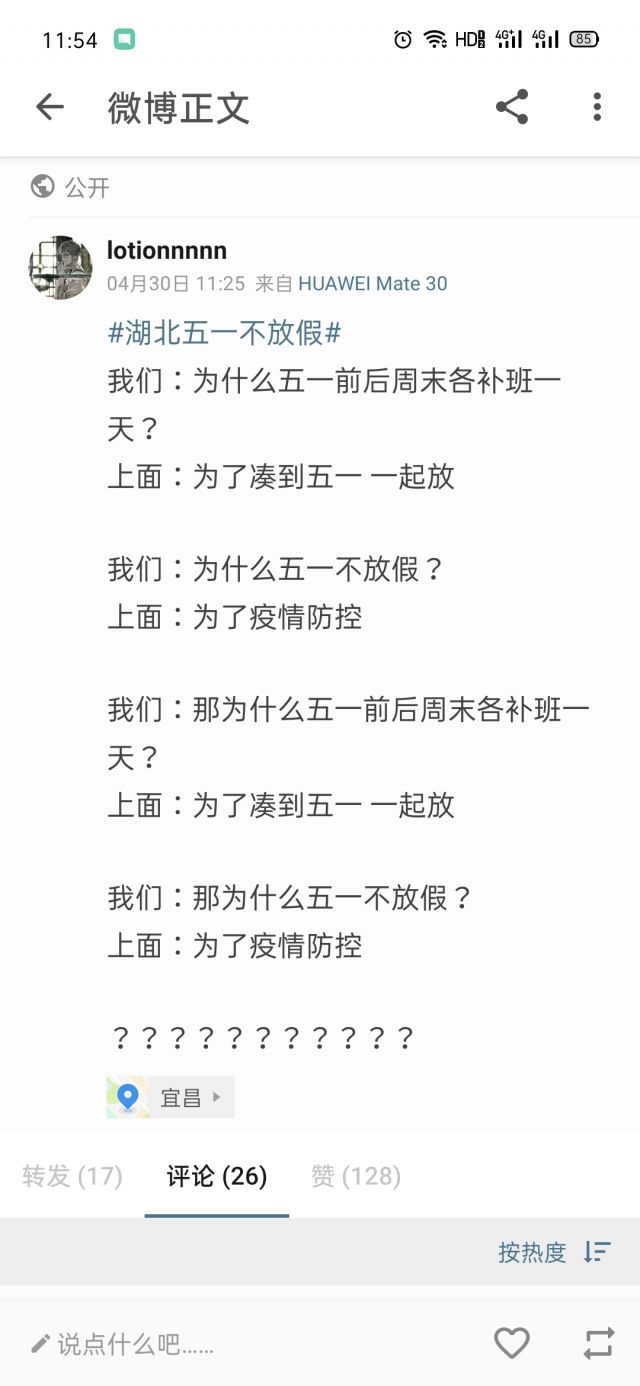 11:54
HD 4G+ 4G 85
微博正文
公开
lotionnnnn
04月30日 11:25 来自 HUAWEI Mate 30
#湖北五一不放假#
我们：为什么五一前后周末各补班一
天？
上面：为了凑到五一 一起放
我们：为什么五一不放假？
上面：为了疫情防控
我们：那为什么五一前后周末各补班一
天？
上面：为了凑到五一 一起放
我们：那为什么五一不放假？
上面：为了疫情防控
？？？？？？？？？？？
宜昌
转发 (17) 评论 (26) 赞 (128)
按热度
说点什么吧......